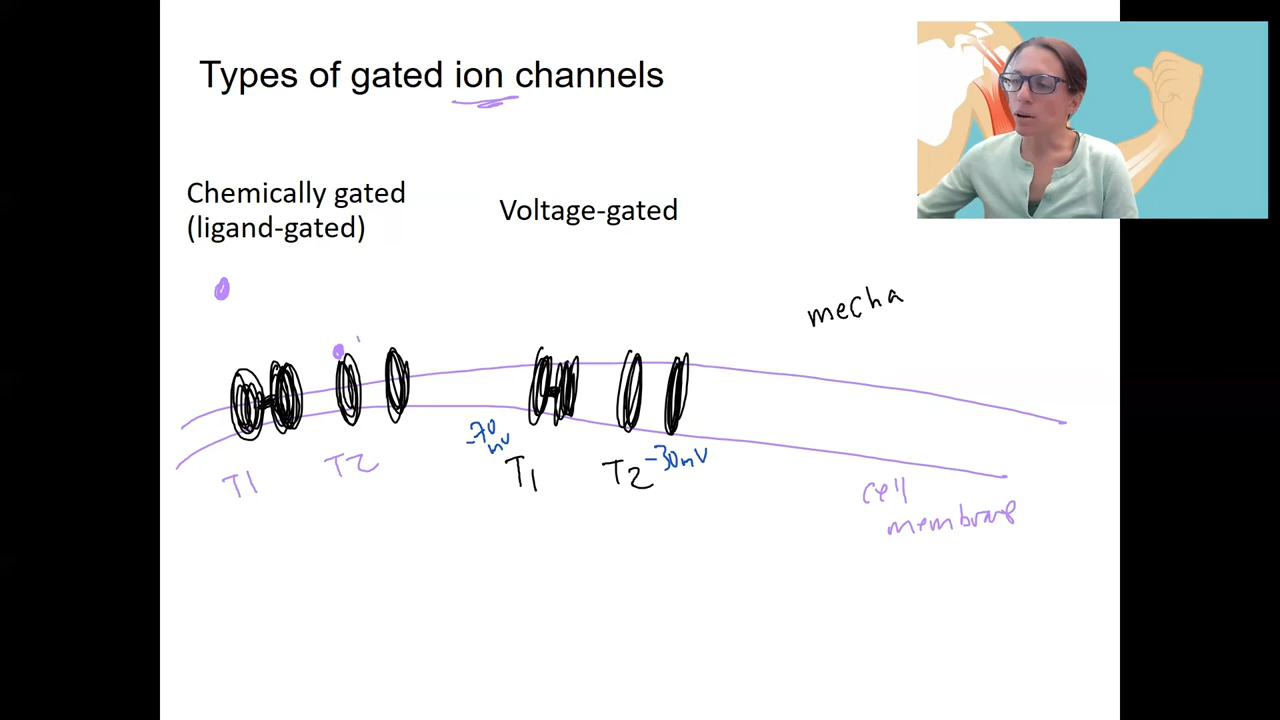 Types of gated ion channels
Chemically gated
(ligand-gated)
Voltage-gated
mecha
-70
mV
T1
T2
T1
T2
-30mV
cell
membrane